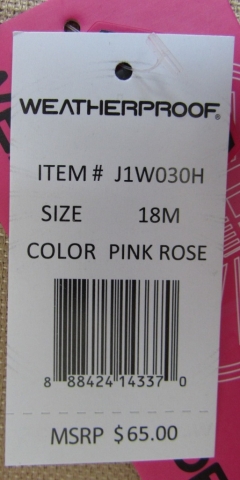 WEATHERPROOF®
ITEM # J1W030H
SIZE 18M
COLOR PINK ROSE
8 88424 14337 0
MSRP $65.00